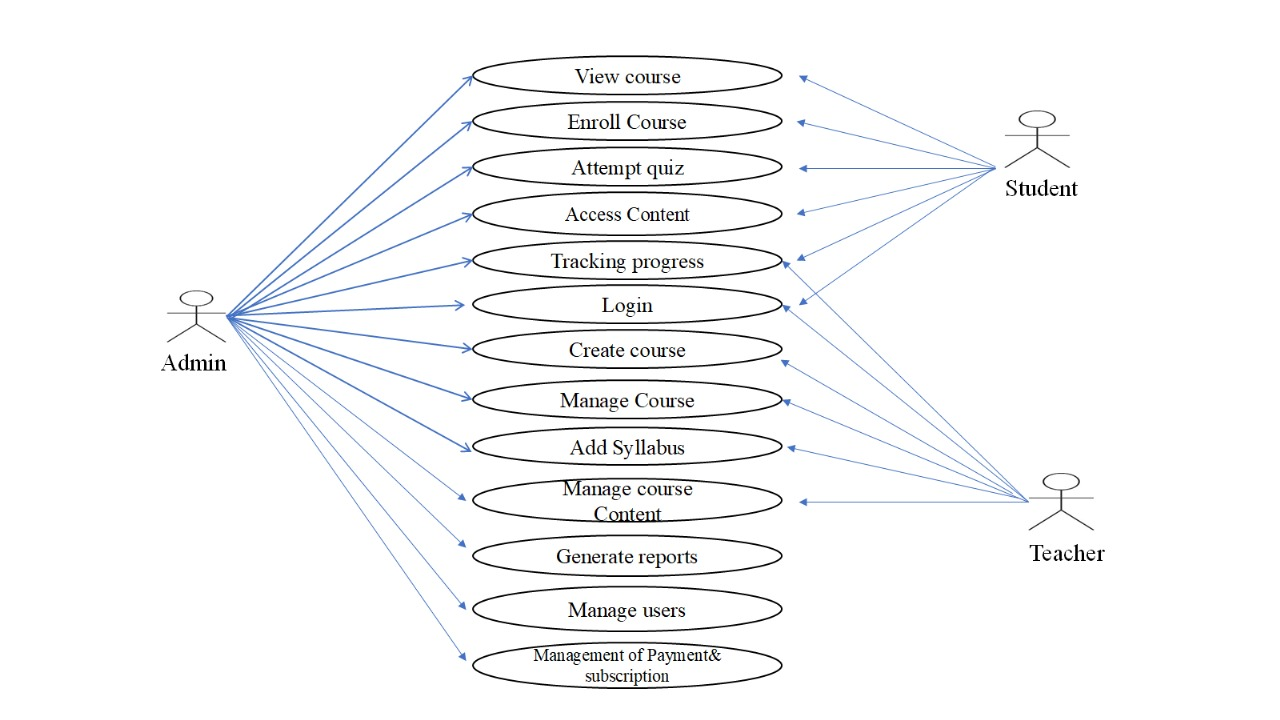 View course
Enroll Course
Attempt quiz
Access Content
Tracking progress
Login
Create course
Manage Course
Add Syllabus
Manage course
Content
Generate reports
Manage users
Management of Payment&
subscription
Admin
Student
Teacher